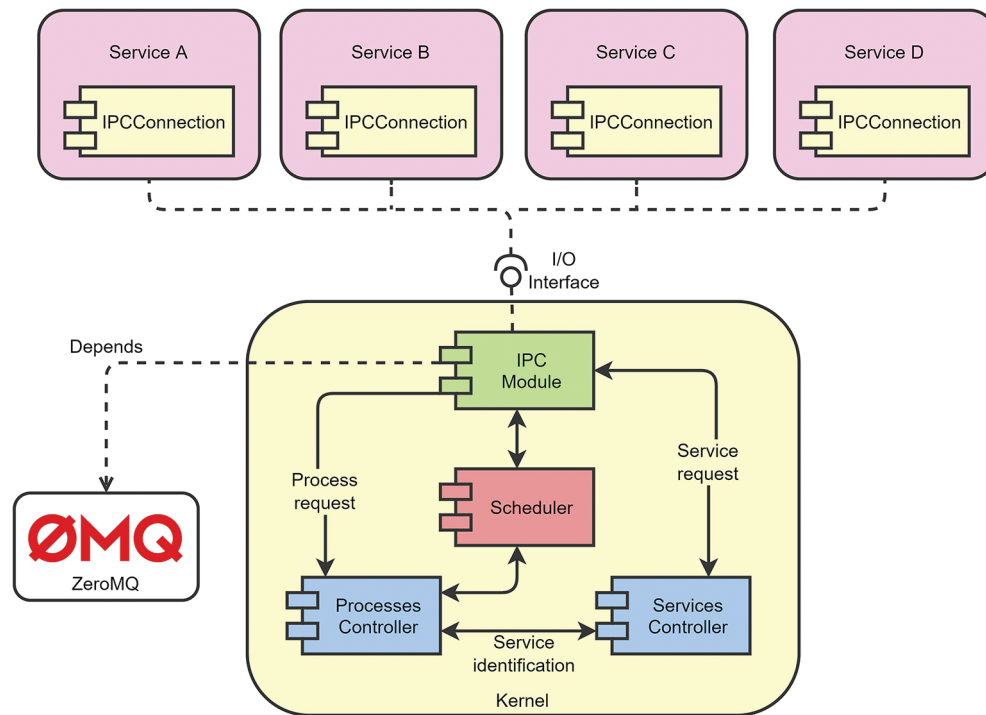 Service A
Service B
Service C
Service D
IPCConnection
IPCConnection
IPCConnection
IPCConnection
I/O
Interface
Depends
IPC
Module
Service
request
Process
request
Scheduler
ØMQ
ZeroMQ
Processes
Controller
Services
Controller
Service
identification
Kernel